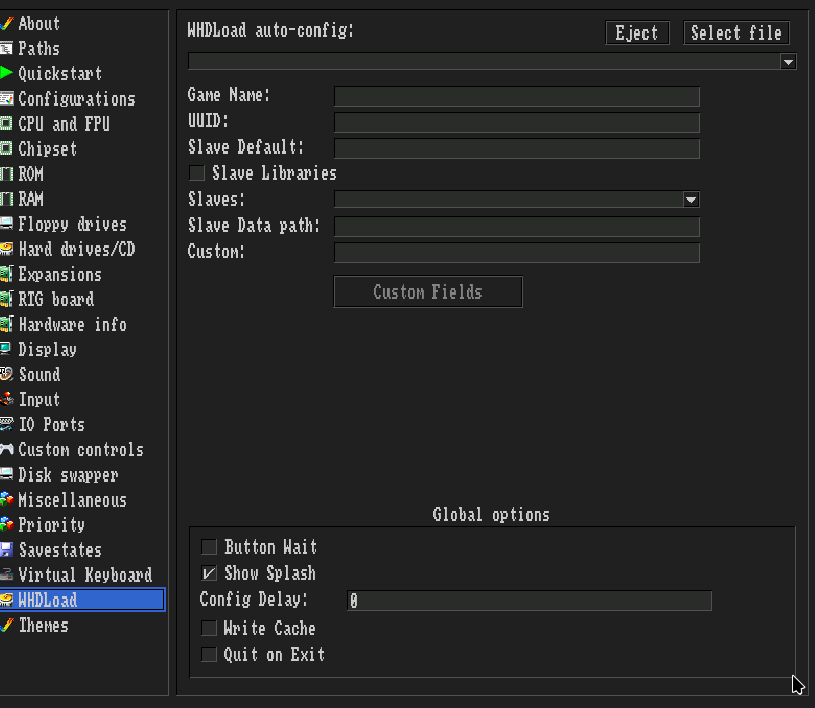 About
Paths
Quickstart
Configurations
CPU and FPU
Chipset
ROM
RAM
Floppy drives
Hard drives/CD
Expansions
RTG board
Hardware info
Display
Sound
Input
IO Ports
Custom controls
Disk swapper
Miscellaneous
Priority
Savestates
Virtual Keyboard
WHDLoad
Themes
WHDLoad auto-config:
Eject
Select file
Game Name:
UUID:
Slave Default:
Slave Libraries
Slaves:
Slave Data path:
Custom:
Custom Fields
Global options
Button Wait
Show Splash
Config Delay: 0
Write Cache
Quit on Exit